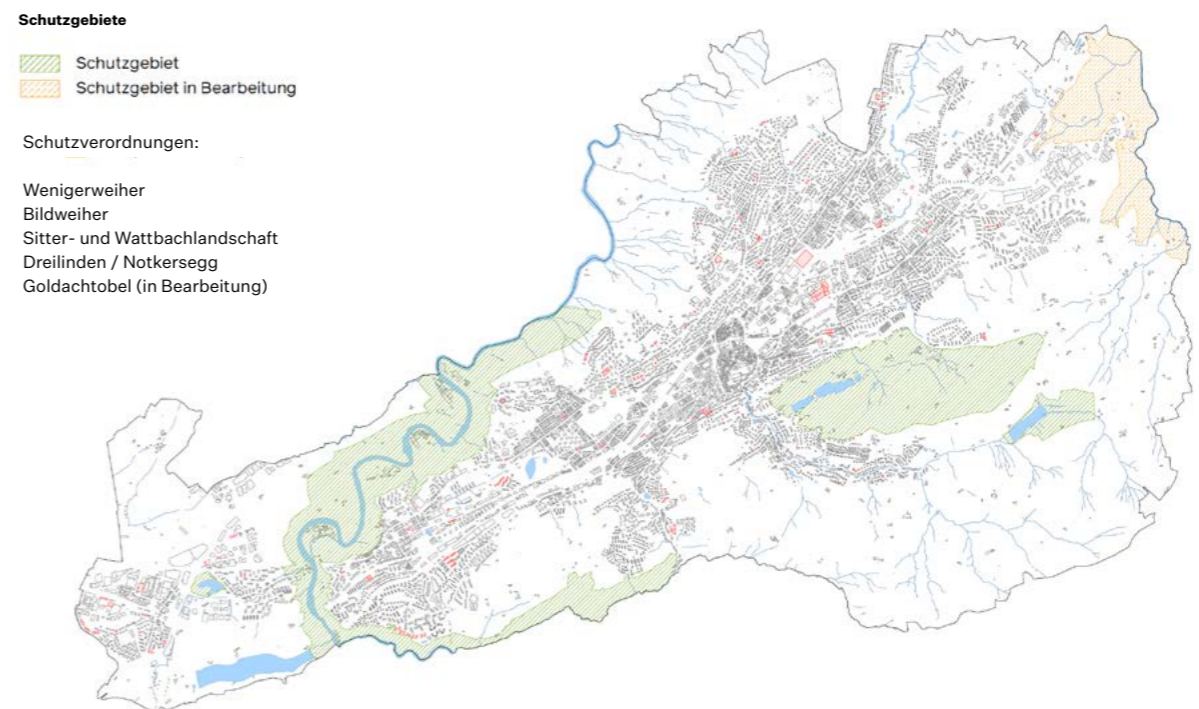 Schutzgebiete
Schutzgebiet
Schutzgebiet in Bearbeitung
Schutzverordnungen:
Wenigerweiher
Bildweiher
Sitter- und Wattbachlandschaft
Dreilinden / Notkersegg
Goldachtobel (in Bearbeitung)